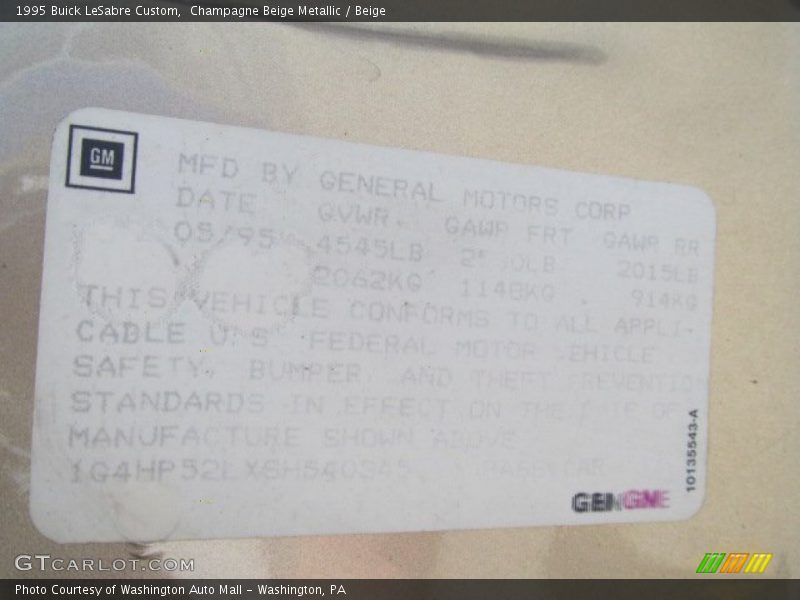 1995 Buick LeSabre Custom,  Champagne Beige Metallic / Beige
GM
MFD BY GENERAL MOTORS CORP
DATE GVWR. GAWR FRT GAWR RR
05/95 4545LB 2015LB
2062KG 1148KG 914KG
THIS VEHICLE CONFORMS TO ALL APPLI-
CABLE U.S FEDERAL MOTOR VEHICLE
SAFETY, BUMPER, AND THEFT PREVENTION
STANDARDS IN EFFECT ON THE DATE OF
MANUFACTURE SHOWN ABOVE
10135543-A
GTCARLOT.COM
Photo Courtesy of Washington Auto Mall - Washington, PA